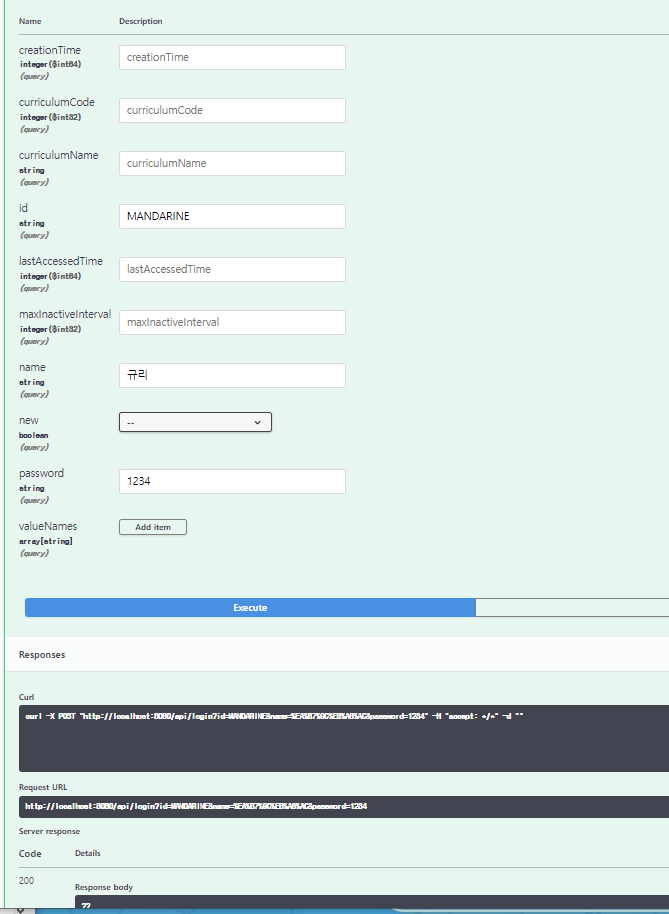 Name Description
creationTime
integer($int64)
(query)
creationTime
curriculumCode
integer($int32)
(query)
curriculumCode
curriculumName
string
(query)
curriculumName
id
string
(query)
MANDARINE
lastAccessedTime
integer($int64)
(query)
lastAccessedTime
maxInactiveInterval
integer($int32)
(query)
maxInactiveInterval
name
string
(query)
규리
new
boolean
(query)
--
password
string
(query)
1234
valueNames
array[string]
(query)
Add item
Execute
Responses
Curl
curl -X POST "http://localhost:8080/api/login?id=MANDARINE&name=%EA%B7%9C%EB%A6%AC&password=1234" -H "accept: */*" -d ""
Request URL
http://localhost:8080/api/login?id=MANDARINE&name=%EA%B7%9C%EB%A6%AC&password=1234
Server response
Code Details
200
Response body
??